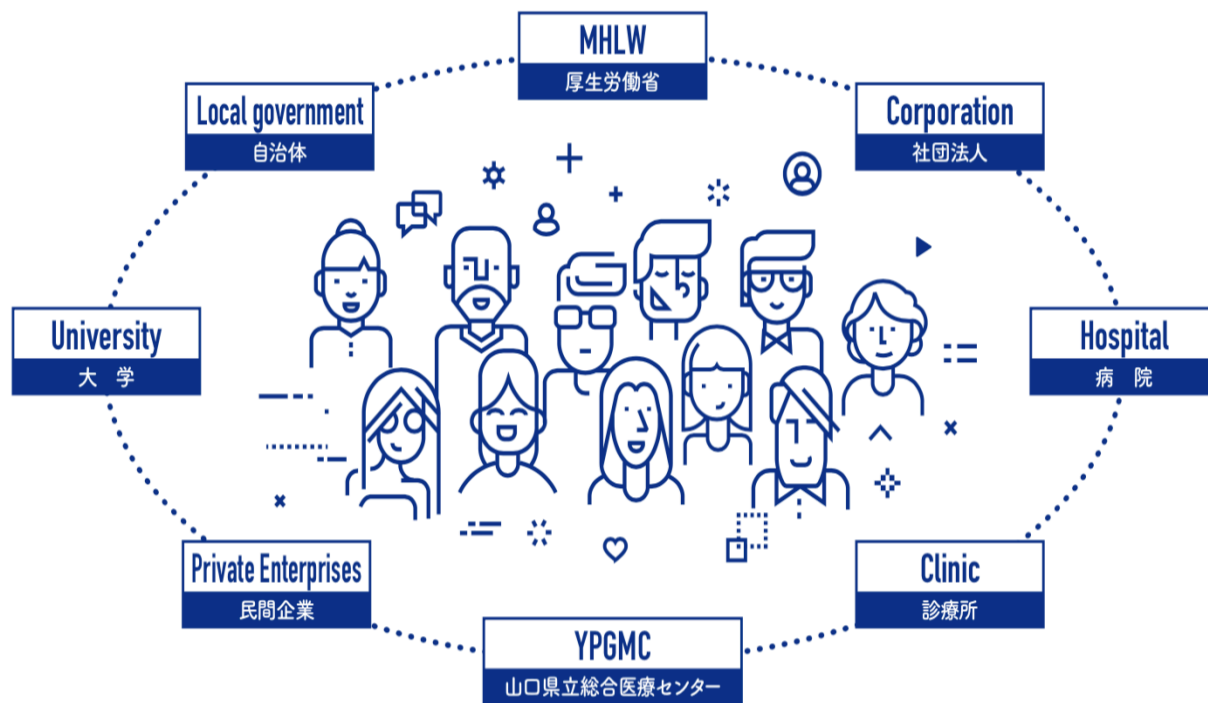 MHLW
厚生労働省
Local government
自治体
Corporation
社団法人
University
大 学
Hospital
病 院
Private Enterprises
民間企業
Clinic
診療所
YPGMC
山口県立総合医療センター